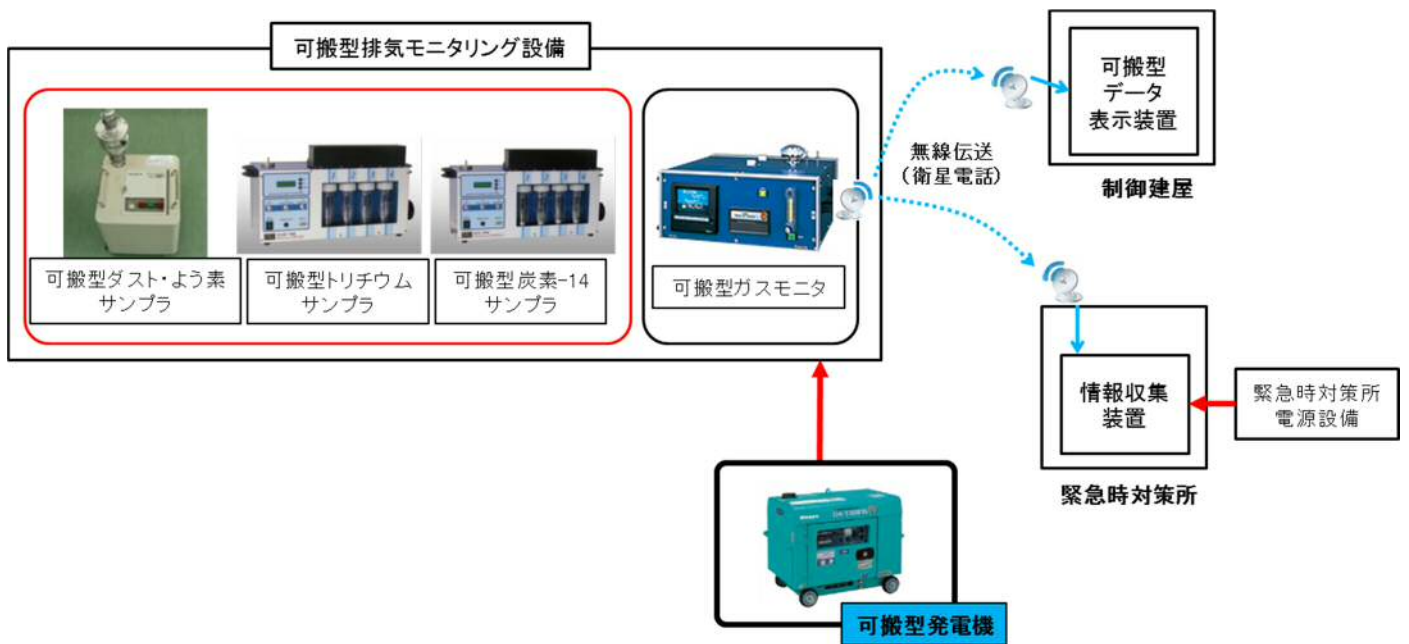 可搬型排気モニタリング設備
可搬型ダスト・よう素
サンプラ
可搬型トリチウム
サンプラ
可搬型炭素-14
サンプラ
可搬型ガスモニタ
無線伝送
(衛星電話)
可搬型
データ
表示装置
制御建屋
情報収集
装置
緊急時対策所
緊急時対策所
電源設備
可搬型発電機